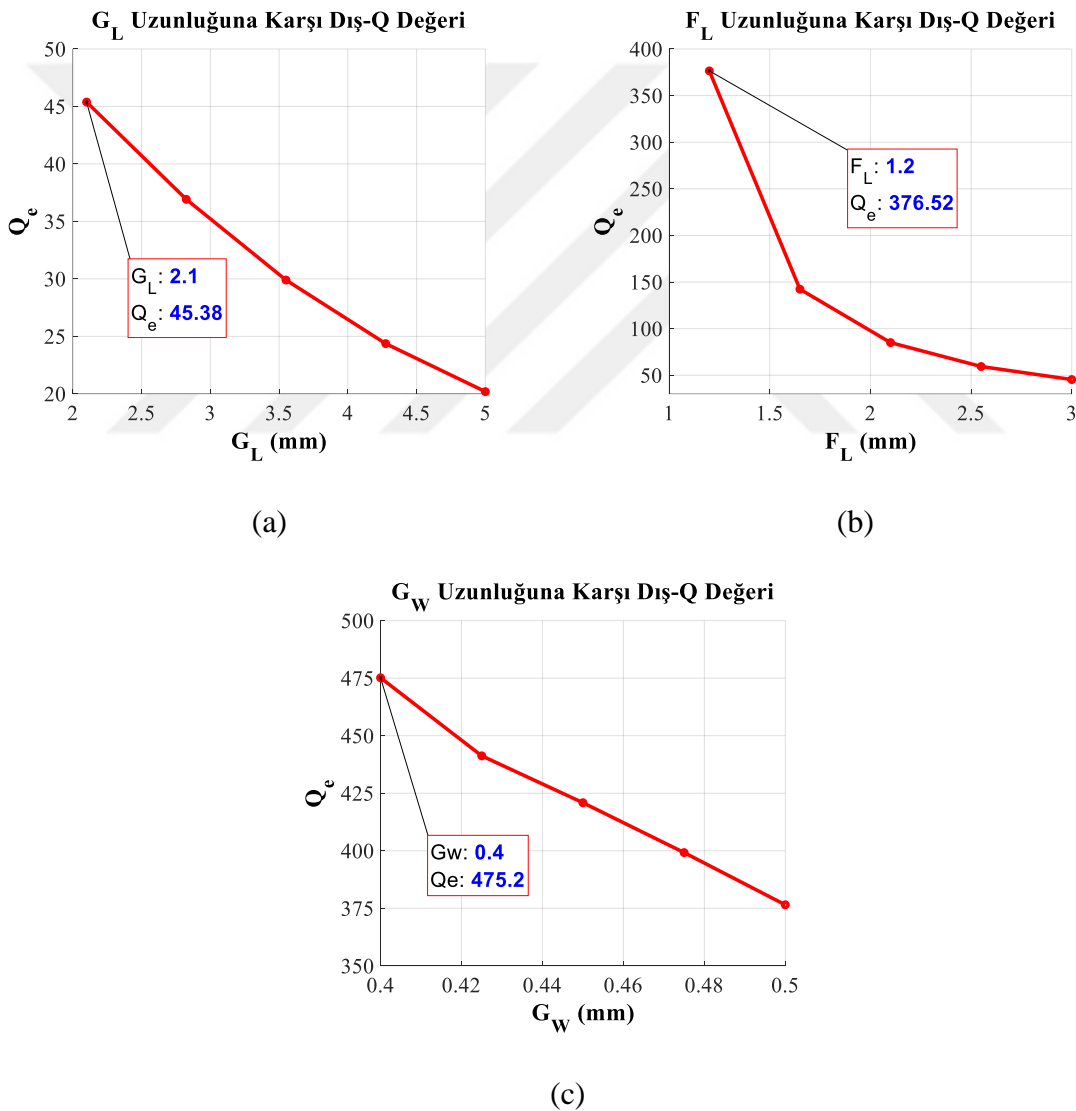 G_L Uzunluğuna Karşı Dış-Q Değeri
50
45
40
35
30
25
20
Q_e
G_L: 2.1
Q_e: 45.38
2 2.5 3 3.5 4 4.5 5
G_L (mm)
(a)
F_L Uzunluğuna Karşı Dış-Q Değeri
400
350
300
250
200
150
100
50
Q_e
F_L: 1.2
Q_e: 376.52
1 1.5 2 2.5 3
F_L (mm)
(b)
G_W Uzunluğuna Karşı Dış-Q Değeri
500
475
450
425
400
375
350
Q_e
Gw: 0.4
Qe: 475.2
0.4 0.42 0.44 0.46 0.48 0.5
G_W (mm)
(c)